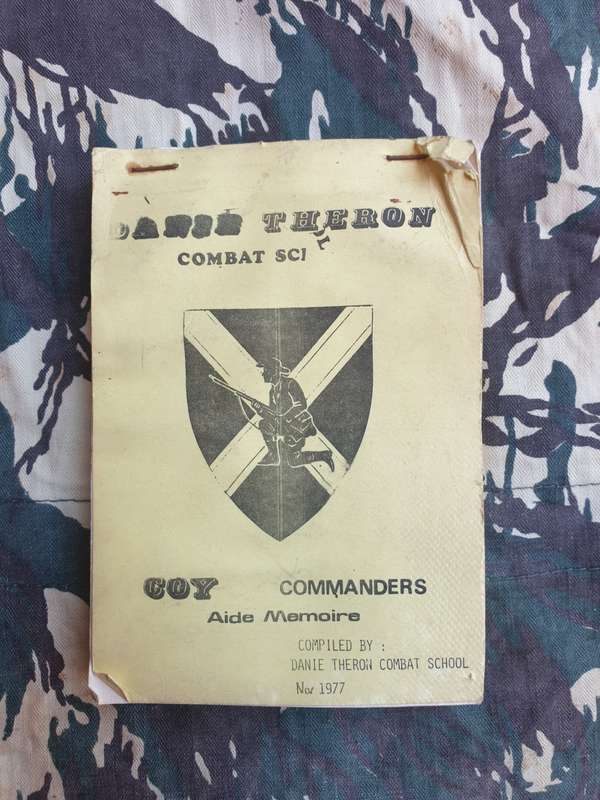 DANIE THERON
COMBAT SC
COY COMMANDERS
Aide Memoire
COMPILED BY :
DANIE THERON COMBAT SCHOOL
Nov 1977